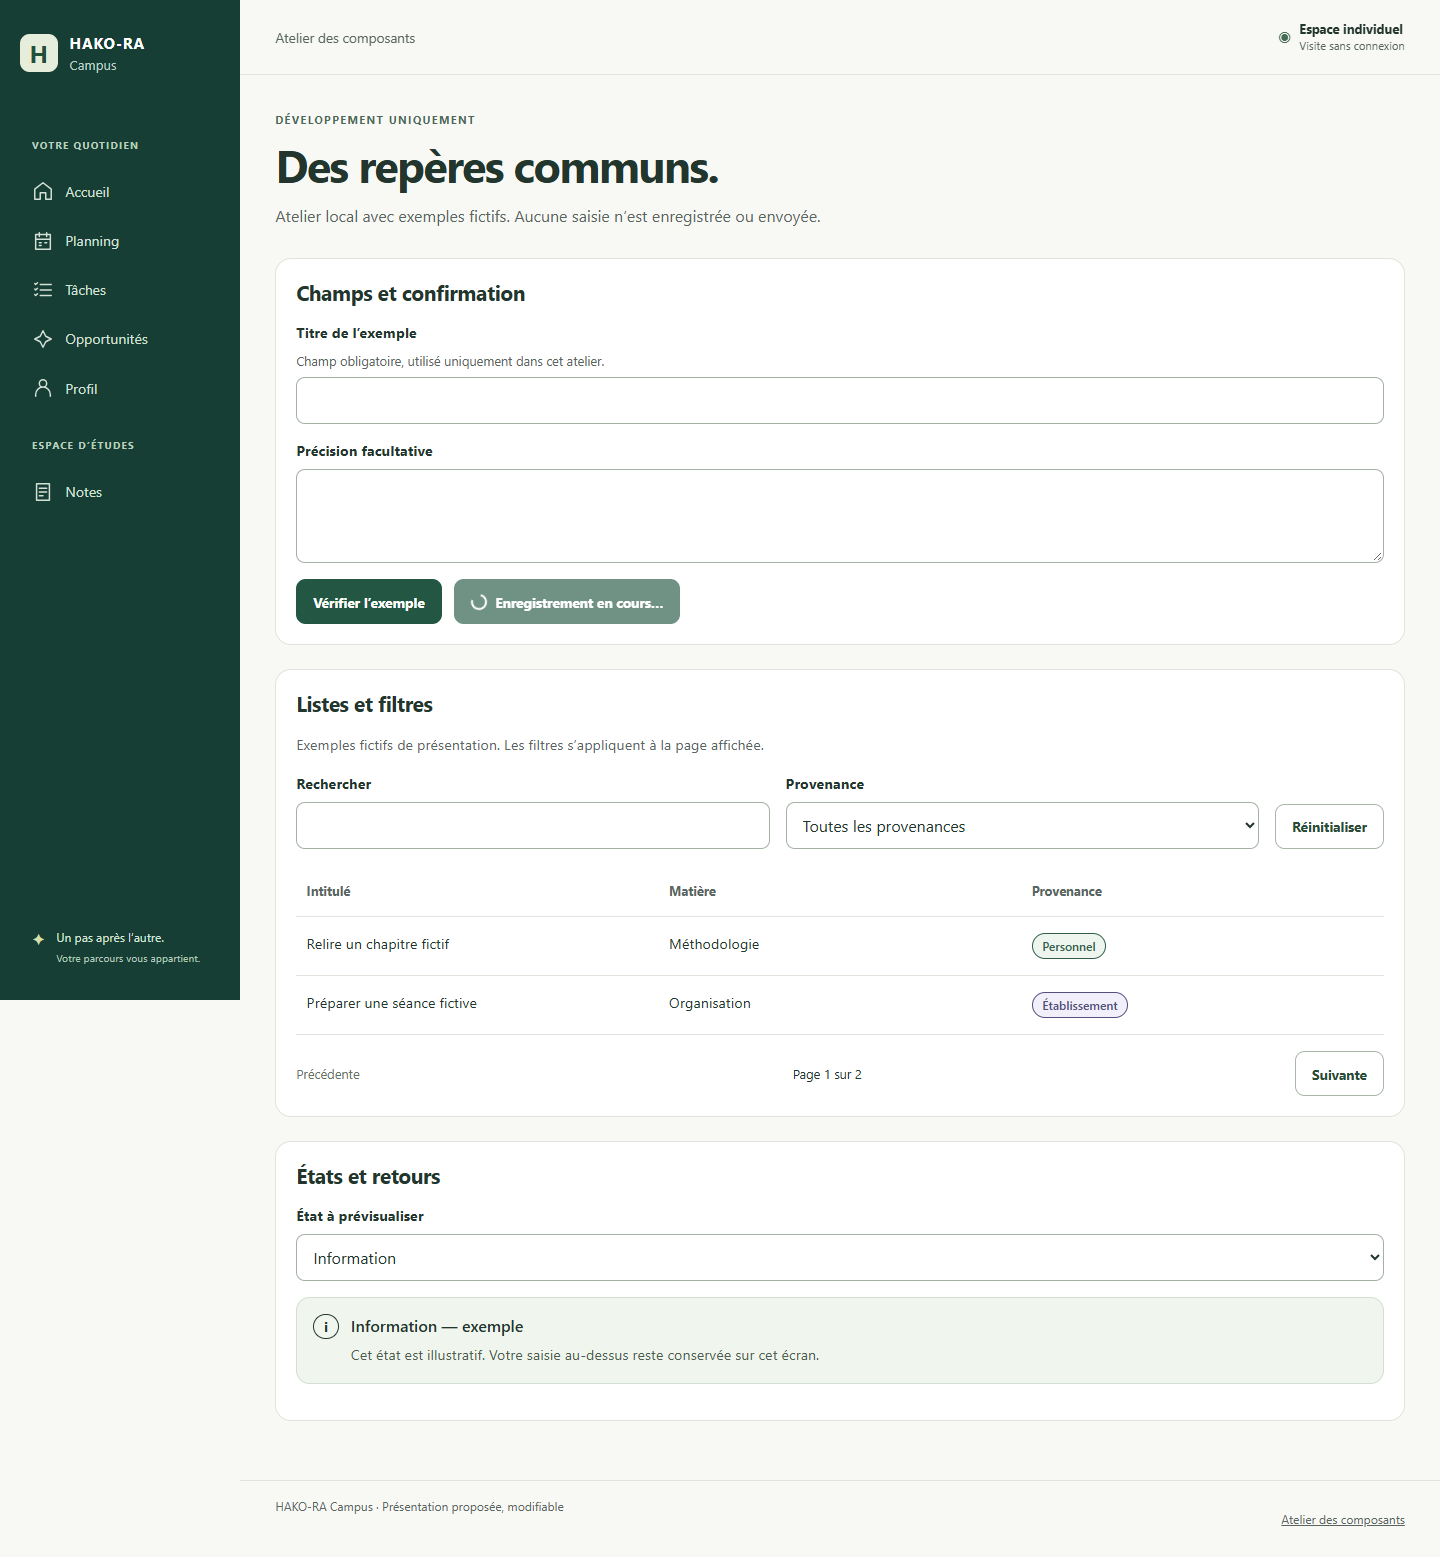 H
HAKO-RA
Campus
VOTRE QUOTIDIEN
Accueil
Planning
Tâches
Opportunités
Profil
ESPACE D’ÉTUDES
Notes
Un pas après l’autre.
Votre parcours vous appartient.
Atelier des composants
Espace individuel
Visite sans connexion
DÉVELOPPEMENT UNIQUEMENT
Des repères communs.
Atelier local avec exemples fictifs. Aucune saisie n’est enregistrée ou envoyée.
Champs et confirmation
Titre de l’exemple
Champ obligatoire, utilisé uniquement dans cet atelier.
Précision facultative
Vérifier l’exemple
Enregistrement en cours…
Listes et filtres
Exemples fictifs de présentation. Les filtres s’appliquent à la page affichée.
Rechercher
Provenance
Toutes les provenances
Réinitialiser
Intitulé Matière Provenance
Relire un chapitre fictif Méthodologie Personnel
Préparer une séance fictive Organisation Établissement
Précédente Page 1 sur 2 Suivante
États et retours
État à prévisualiser
Information
i Information — exemple
Cet état est illustratif. Votre saisie au-dessus reste conservée sur cet écran.
HAKO-RA Campus · Présentation proposée, modifiable
Atelier des composants